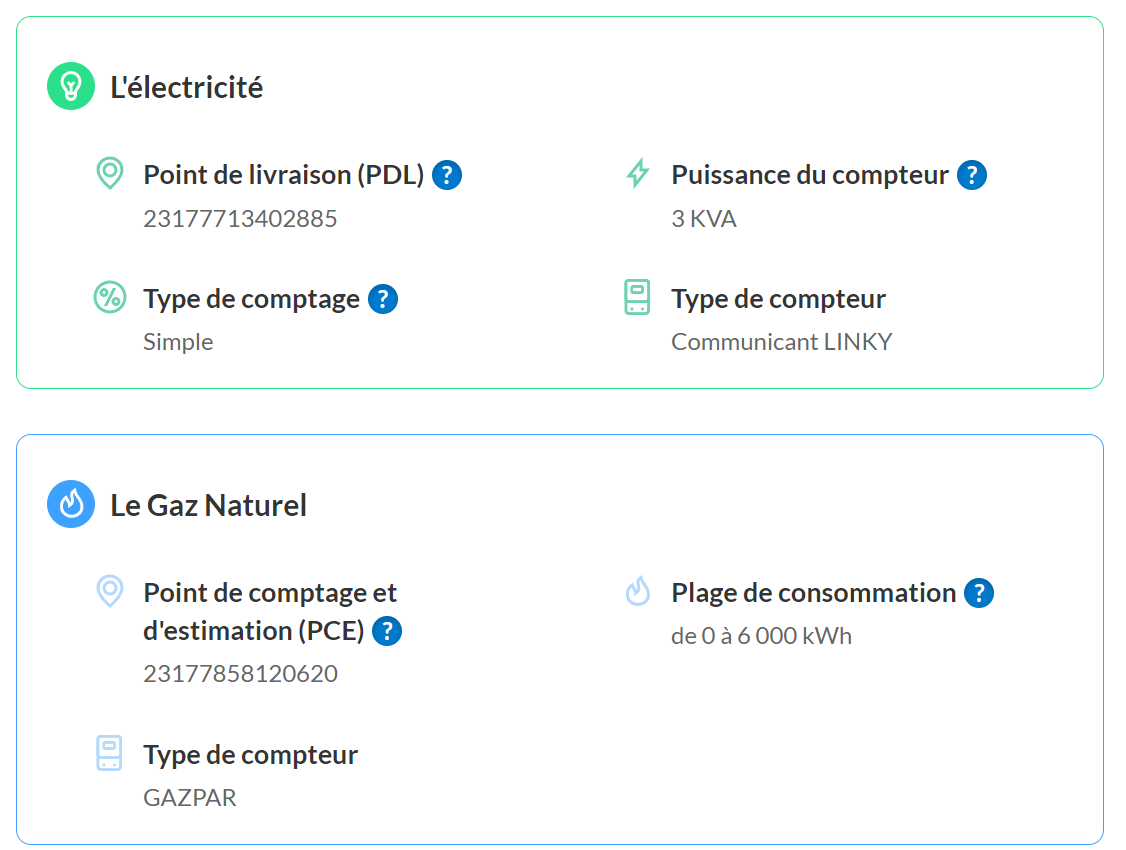 L'électricité
Point de livraison (PDL) ?
Puissance du compteur ?
23177713402885
3 KVA
Type de comptage ?
Type de compteur
Simple
Communicant LINKY
Le Gaz Naturel
Point de comptage et
d'estimation (PCE) ?
23177858120620
Plage de consommation ?
de 0 à 6 000 kWh
Type de compteur
GAZPAR